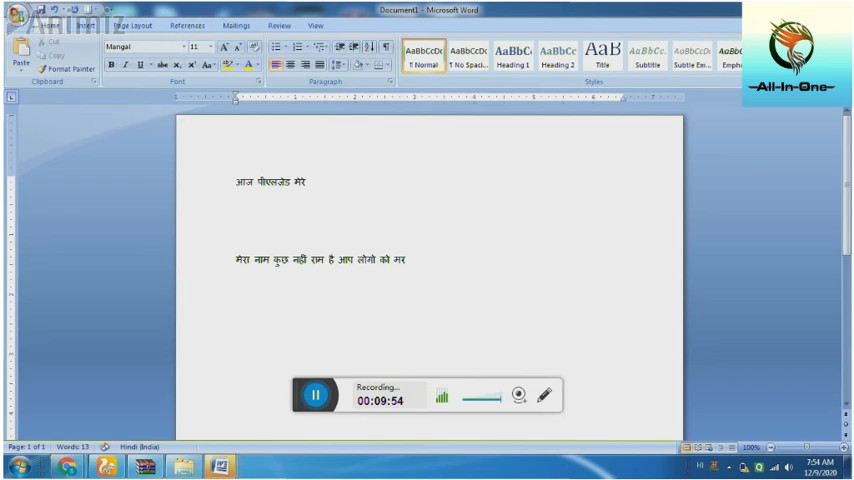 Document1 - Microsoft Word
Animiz
Home Insert Page Layout References Mailings Review View
Cut
Copy
Format Painter
Paste
Clipboard
Mangal 11
Font
Paragraph
AaBbCcDc AaBbCcDc AaBbC AaBbCc AaB AaBbCc. AaBbCcDc AaBbC
¶ Normal ¶ No Spaci... Heading 1 Heading 2 Title Subtitle Subtle Em... Empha
Styles
All-In-One
आज पीएलज़ेड मेरे
मेरा नाम कुछ नहीं राम है आप लोगो को मर
Recording...
00:09:54
Page: 1 of 1 Words: 13 Hindi (India) 100%
HI 7:54 AM
12/9/2020